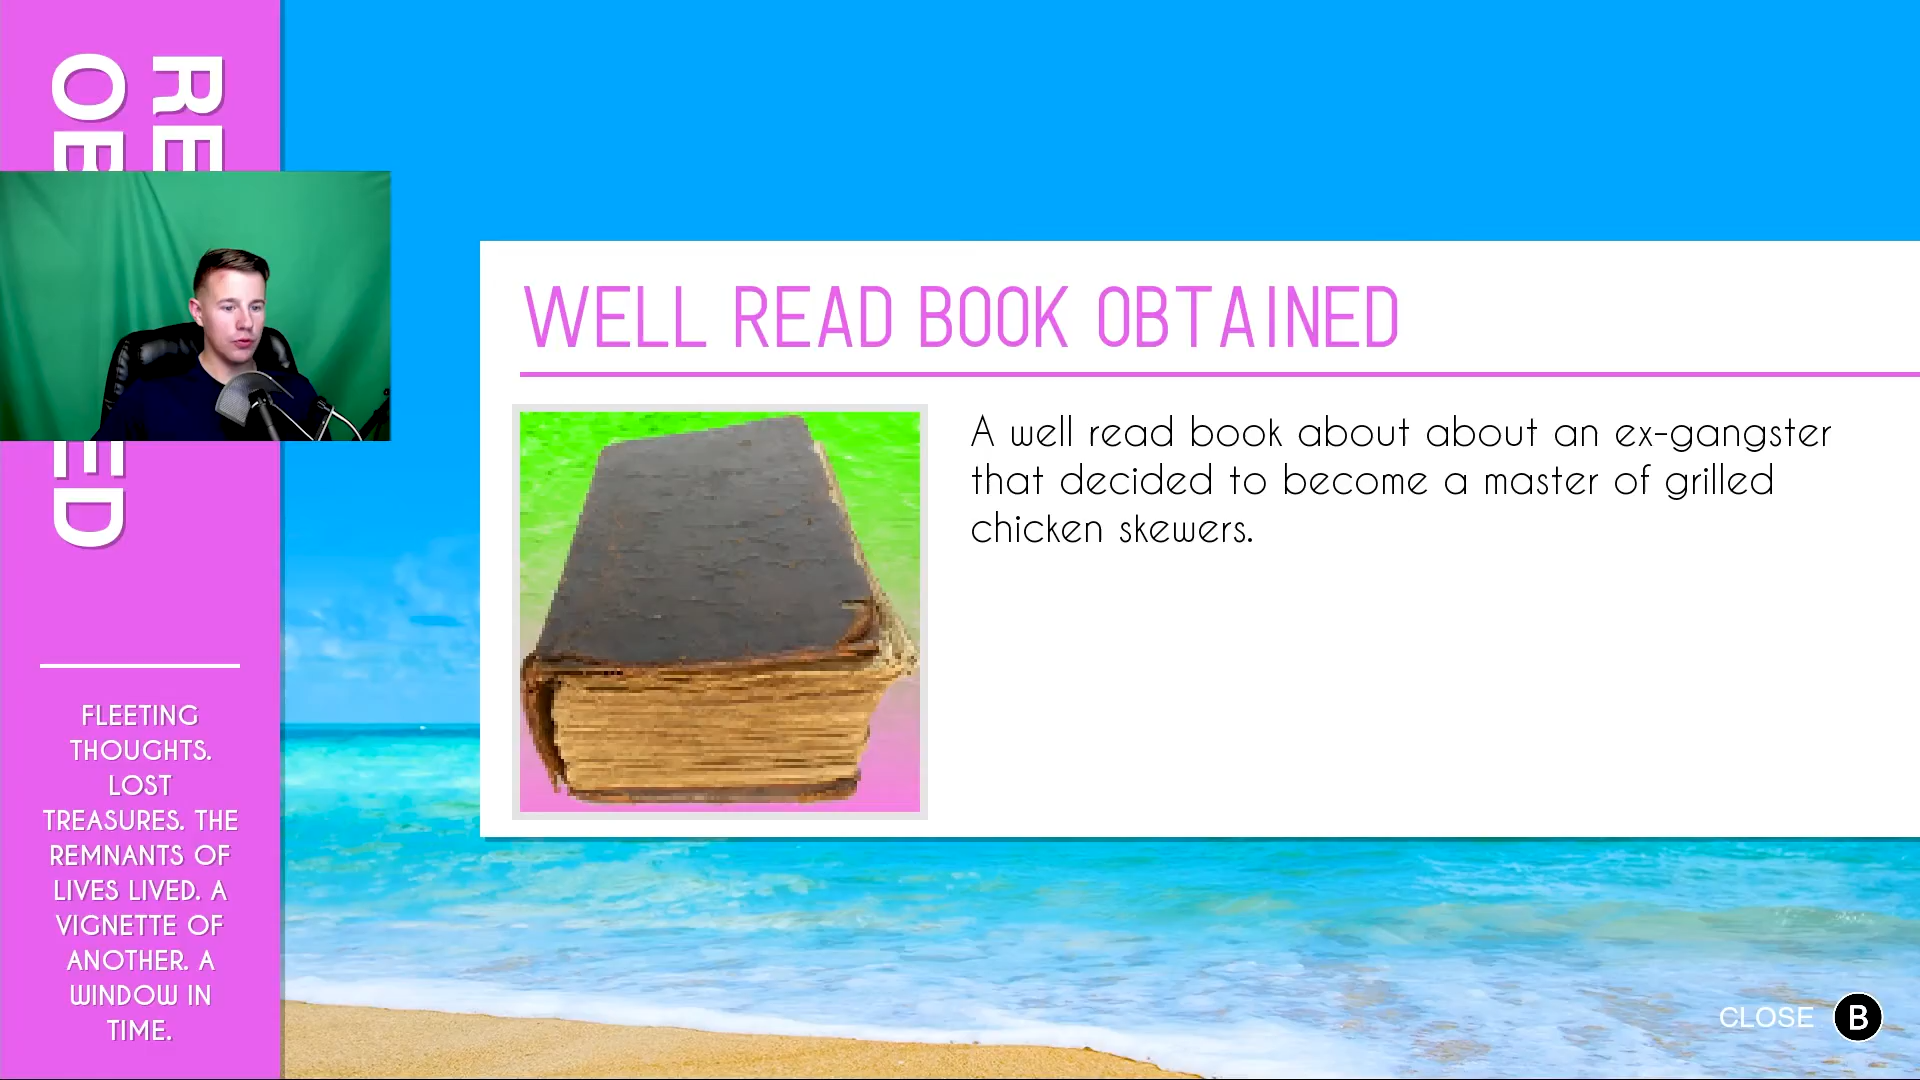 WELL READ BOOK OBTAINED
A well read book about about an ex-gangster
that decided to become a master of grilled
chicken skewers.
FLEETING
THOUGHTS.
LOST
TREASURES. THE
REMNANTS OF
LIVES LIVED. A
VIGNETTE OF
ANOTHER. A
WINDOW IN
TIME.
CLOSE B